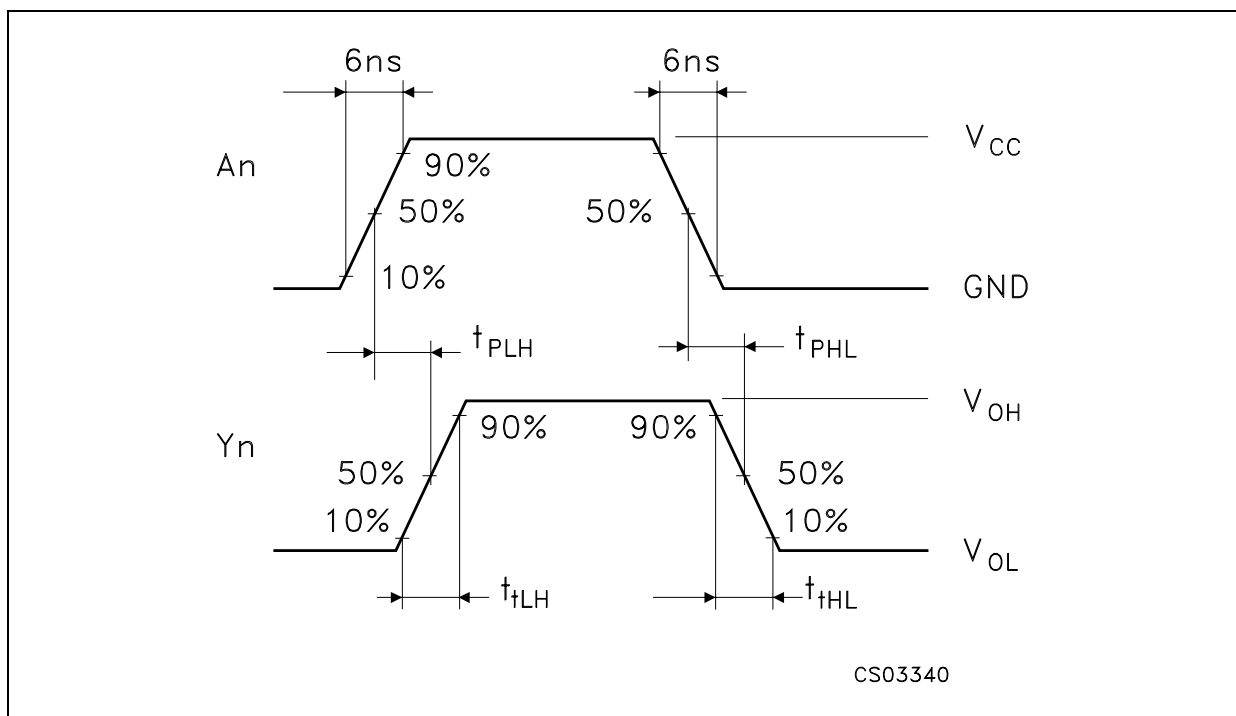 6ns 6ns
V_CC
An
90%
50% 50%
10%
GND
t_PLH t_PHL
V_OH
90% 90%
Yn
50% 50%
10% 10%
V_OL
t_tLH t_tHL
CS03340